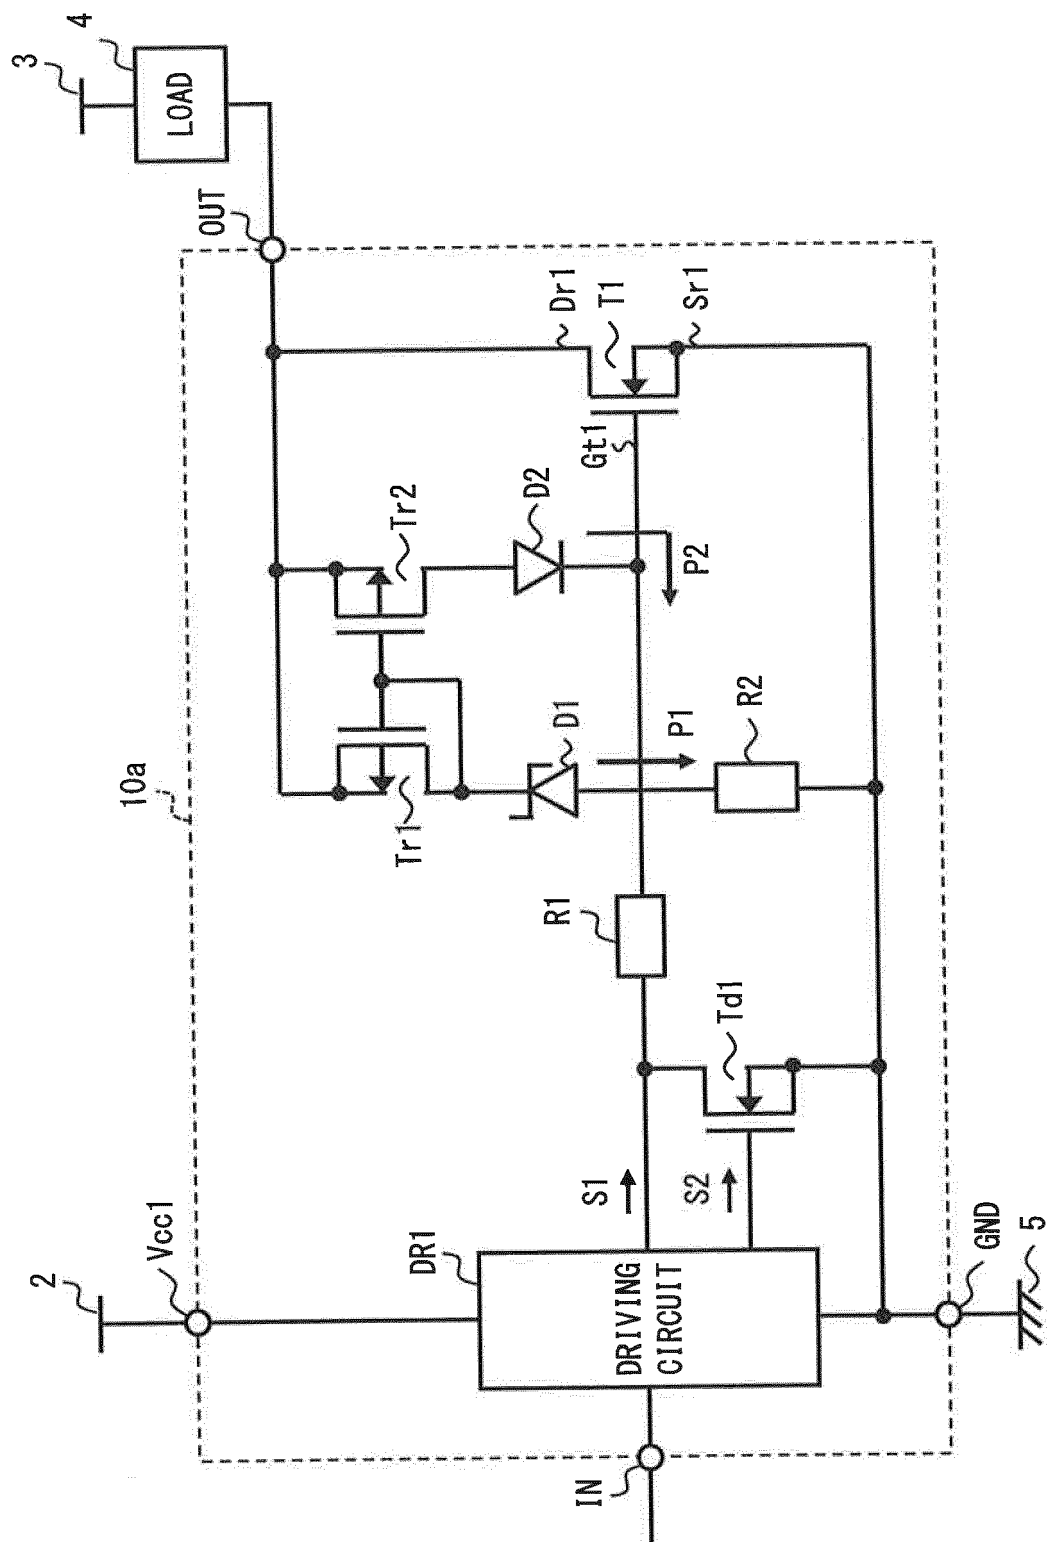 3
4
LOAD
OUT
10a
Dr1
T1
Sr1
Gt1
Tr2
D2
P2
Tr1
D1
P1
R2
R1
Td1
S1
S2
2
Vcc1
DR1
DRIVING
CIRCUIT
GND
5
IN